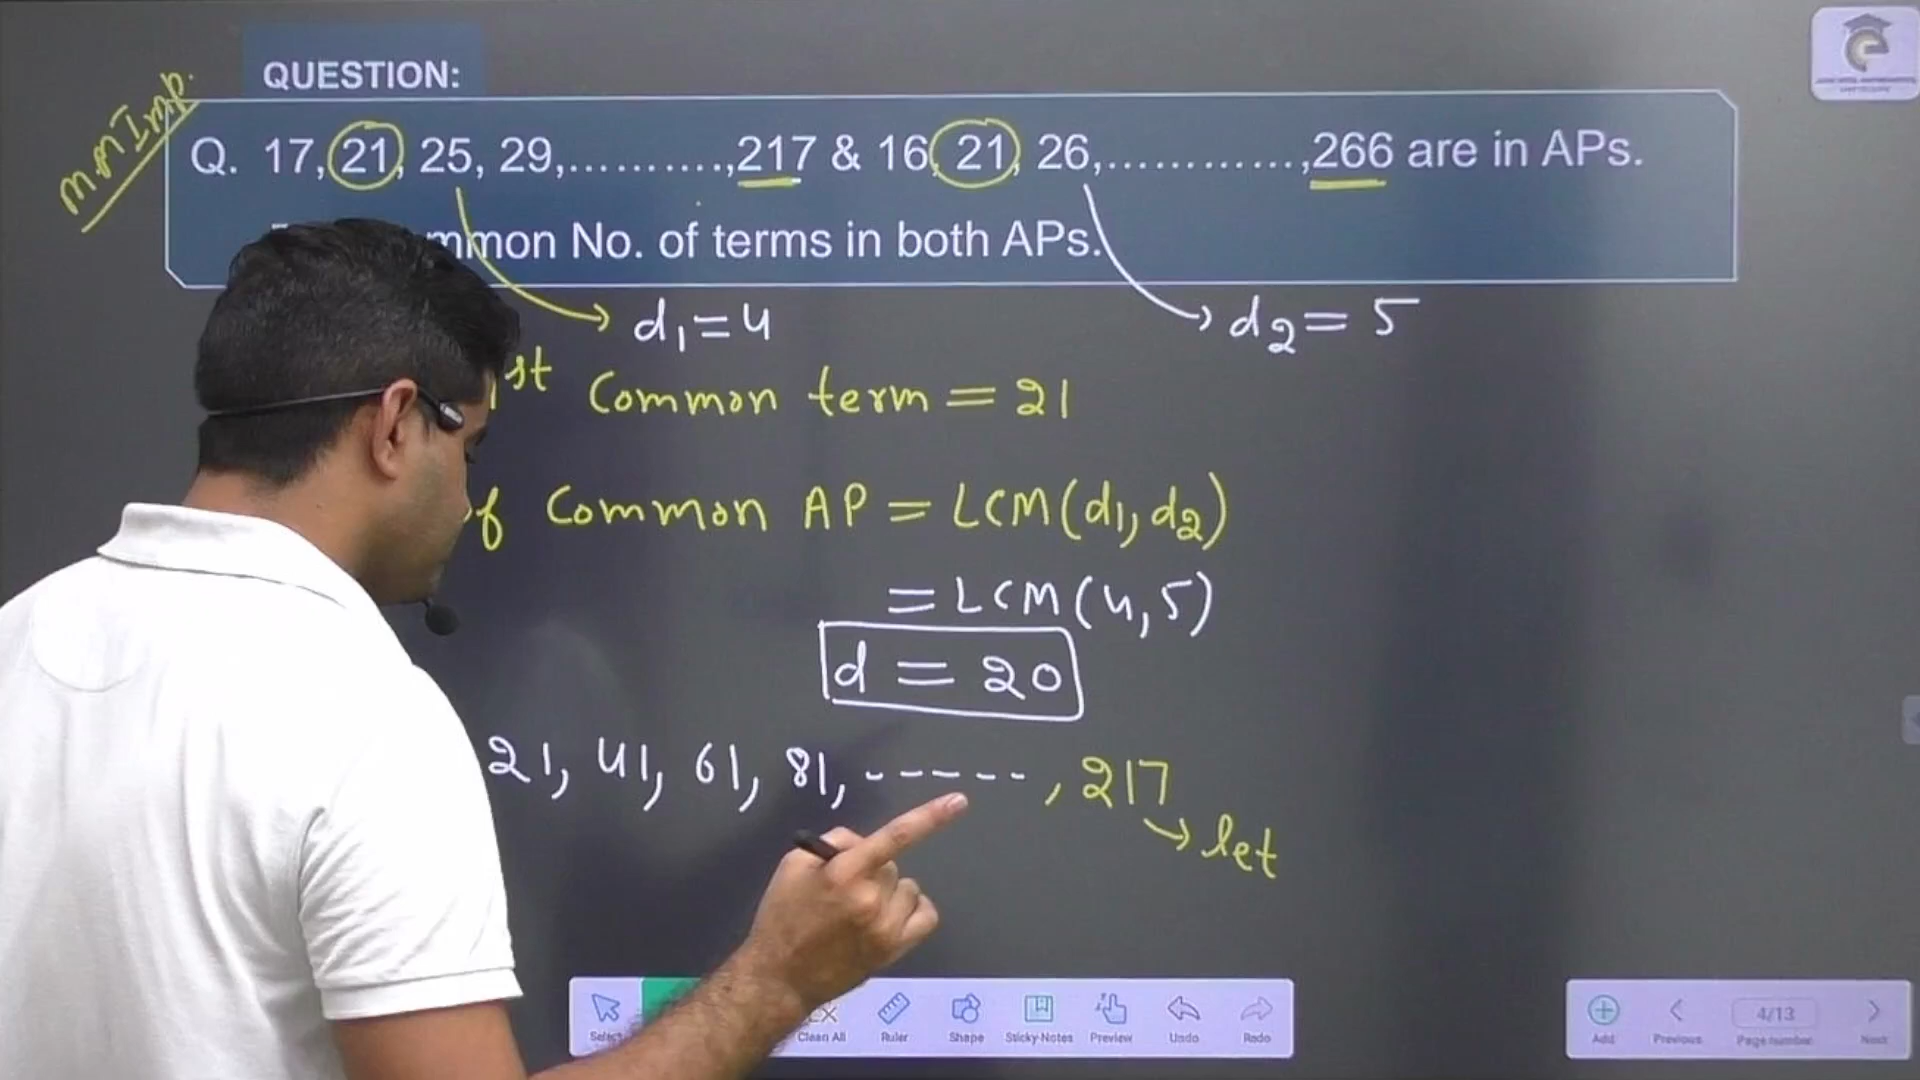 QUESTION:
M.M Imp.
Q. 17, 21, 25, 29,..........,217 & 16, 21, 26,.............,266 are in APs.
mmon No. of terms in both APs.
d₁ = 4
d₂ = 5
1st Common term = 21
of Common AP = LCM(d₁, d₂)
= LCM(4, 5)
d = 20
21, 41, 61, 81, ------, 217
let
Select
Clean All
Ruler
Shape
Sticky-Notes
Preview
Undo
Redo
Add
Previous
4/13
Page number
Next